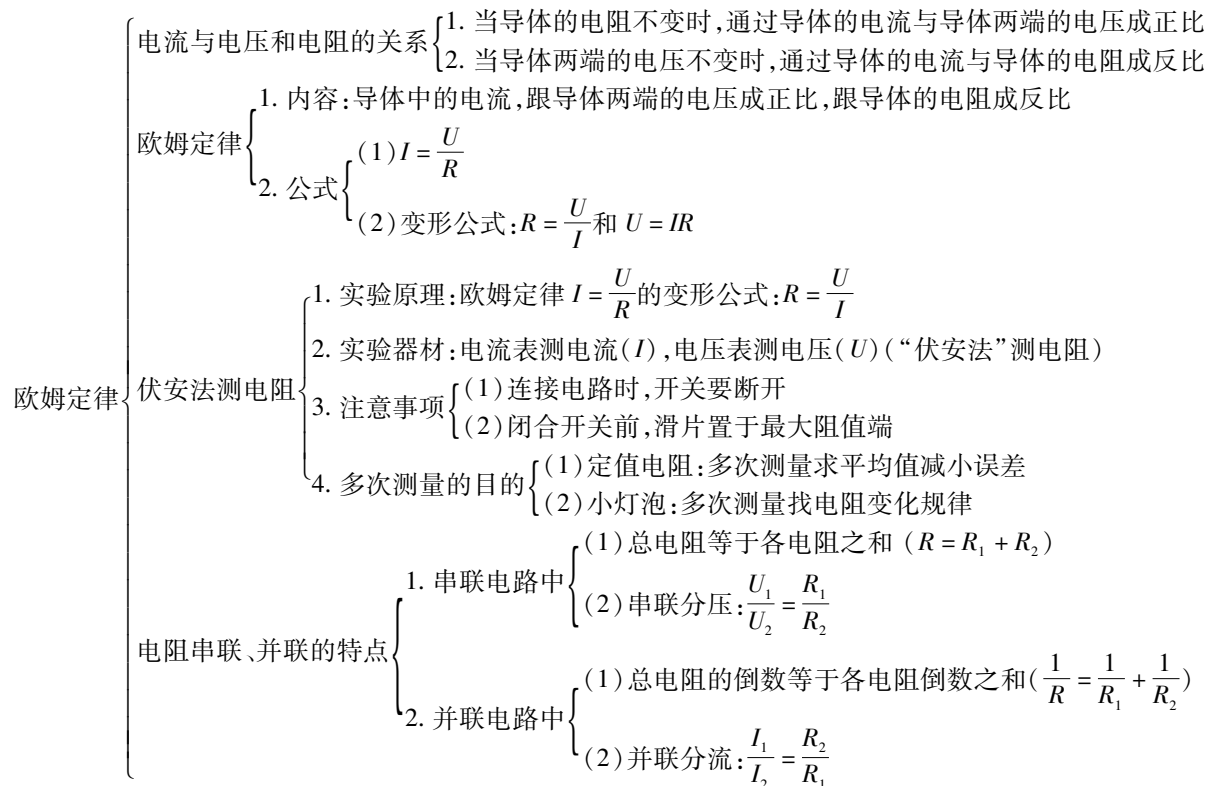 电流与电压和电阻的关系
1. 当导体的电阻不变时,通过导体的电流与导体两端的电压成正比
2. 当导体两端的电压不变时,通过导体的电流与导体的电阻成反比
欧姆定律
1. 内容:导体中的电流,跟导体两端的电压成正比,跟导体的电阻成反比
2. 公式
(1)I = U/R
(2)变形公式:R = U/I 和 U = IR
欧姆定律
伏安法测电阻
1. 实验原理:欧姆定律 I = U/R 的变形公式:R = U/I
2. 实验器材:电流表测电流(I),电压表测电压(U)(“伏安法”测电阻)
3. 注意事项
(1)连接电路时,开关要断开
(2)闭合开关前,滑片置于最大阻值端
4. 多次测量的目的
(1)定值电阻:多次测量求平均值减小误差
(2)小灯泡:多次测量找电阻变化规律
电阻串联、并联的特点
1. 串联电路中
(1)总电阻等于各电阻之和 (R = R₁ + R₂)
(2)串联分压:U₁/U₂ = R₁/R₂
2. 并联电路中
(1)总电阻的倒数等于各电阻倒数之和(1/R = 1/R₁ + 1/R₂)
(2)并联分流:I₁/I₂ = R₂/R₁